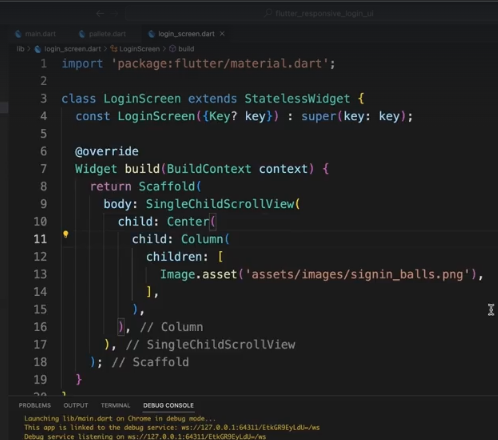 flutter_responsive_login_ui
main.dart pallete.dart login_screen.dart ×
lib > login_screen.dart > LoginScreen > build
1 import 'package:flutter/material.dart';
2
3 class LoginScreen extends StatelessWidget {
4 const LoginScreen({Key? key}) : super(key: key);
5
6 @override
7 Widget build(BuildContext context) {
8 return Scaffold(
9 body: SingleChildScrollView(
10 child: Center(
11 child: Column(
12 children: [
13 Image.asset('assets/images/signin_balls.png'),
14 ],
15 ),
16 ), // Column
17 ), // SingleChildScrollView
18 ); // Scaffold
19 }
PROBLEMS OUTPUT TERMINAL DEBUG CONSOLE
Launching lib/main.dart on Chrome in debug mode...
This app is linked to the debug service: ws://127.0.0.1:64311/EtkGR9EyLdU=/ws
Debug service listening on ws://127.0.0.1:64311/EtkGR9EyLdU=/ws